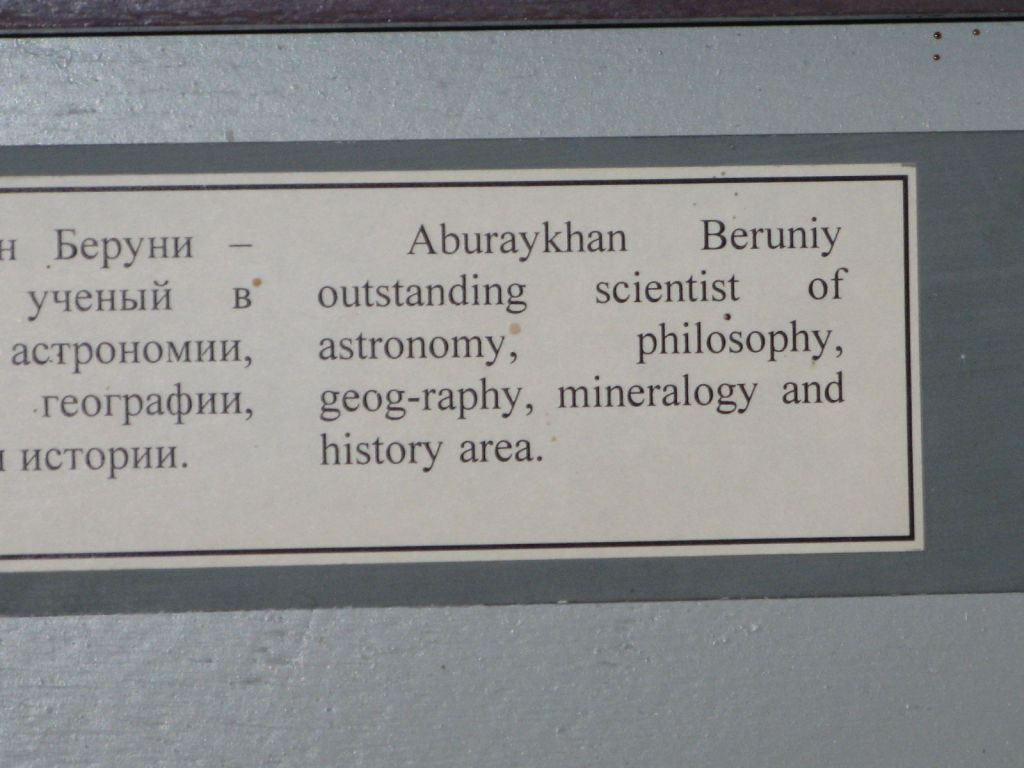 Беруни –
ученый в
астрономии,
географии,
истории.
Aburaykhan Beruniy
outstanding scientist of
astronomy, philosophy,
geog-raphy, mineralogy and
history area.